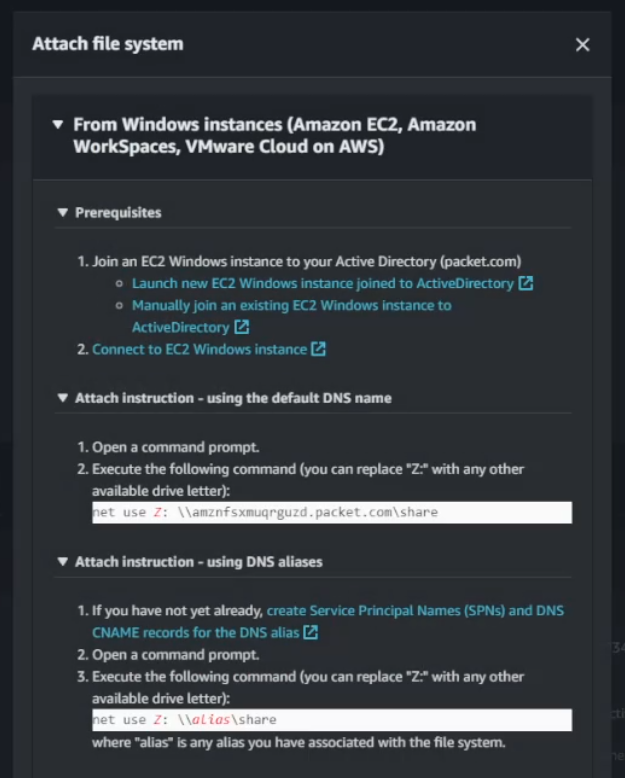 Attach file system
From Windows instances (Amazon EC2, Amazon
WorkSpaces, VMware Cloud on AWS)
Prerequisites
1. Join an EC2 Windows instance to your Active Directory (packet.com)
Launch new EC2 Windows instance joined to ActiveDirectory
Manually join an existing EC2 Windows instance to
ActiveDirectory
2. Connect to EC2 Windows instance
Attach instruction - using the default DNS name
1. Open a command prompt.
2. Execute the following command (you can replace "Z:" with any other
available drive letter):
net use Z: \\amznfsxmuqrguzd.packet.com\share
Attach instruction - using DNS aliases
1. If you have not yet already, create Service Principal Names (SPNs) and DNS
CNAME records for the DNS alias
2. Open a command prompt.
3. Execute the following command (you can replace "Z:" with any other
available drive letter):
net use Z: \\alias\share
where "alias" is any alias you have associated with the file system.